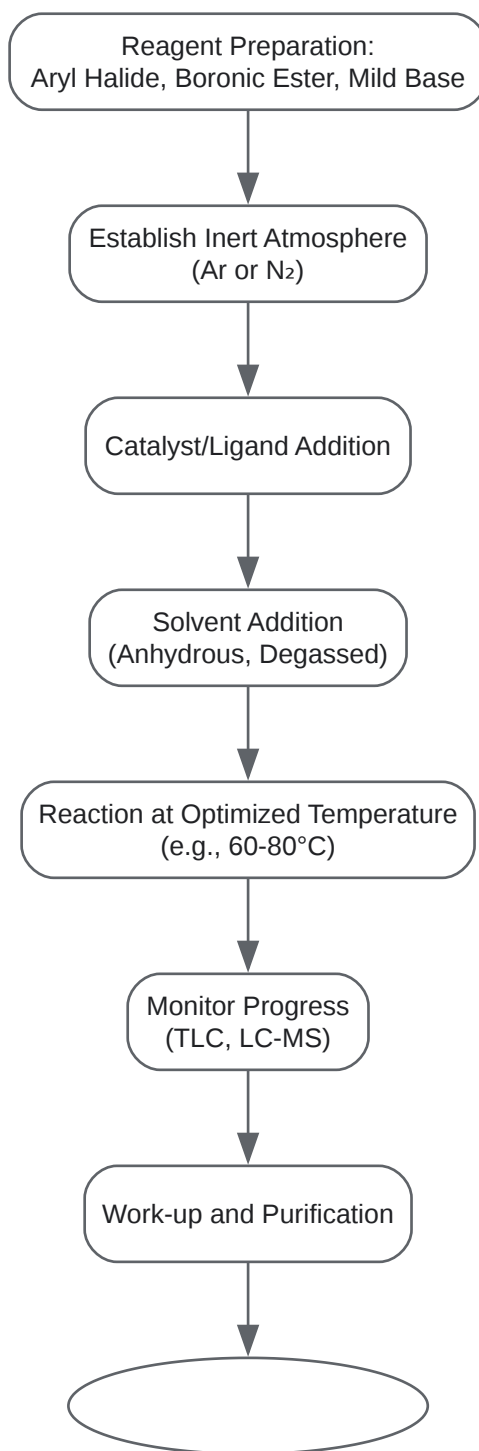 Reagent Preparation:
Aryl Halide, Boronic Ester, Mild Base
Establish Inert Atmosphere
(Ar or N₂)
Catalyst/Ligand Addition
Solvent Addition
(Anhydrous, Degassed)
Reaction at Optimized Temperature
(e.g., 60-80°C)
Monitor Progress
(TLC, LC-MS)
Work-up and Purification